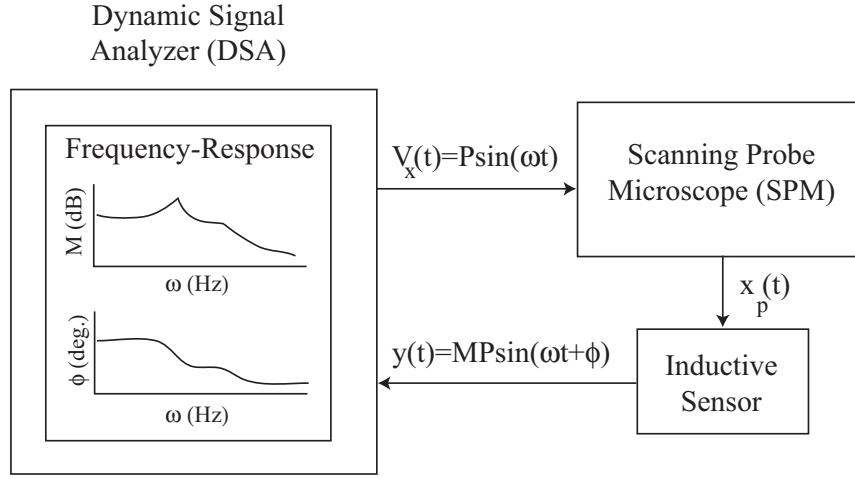 Dynamic Signal
Analyzer (DSA)
Frequency-Response
M (dB)
ω (Hz)
ϕ (deg.)
ω (Hz)
V_x(t)=Psin(ωt)
Scanning Probe
Microscope (SPM)
x_p(t)
y(t)=MPsin(ωt+ϕ)
Inductive
Sensor